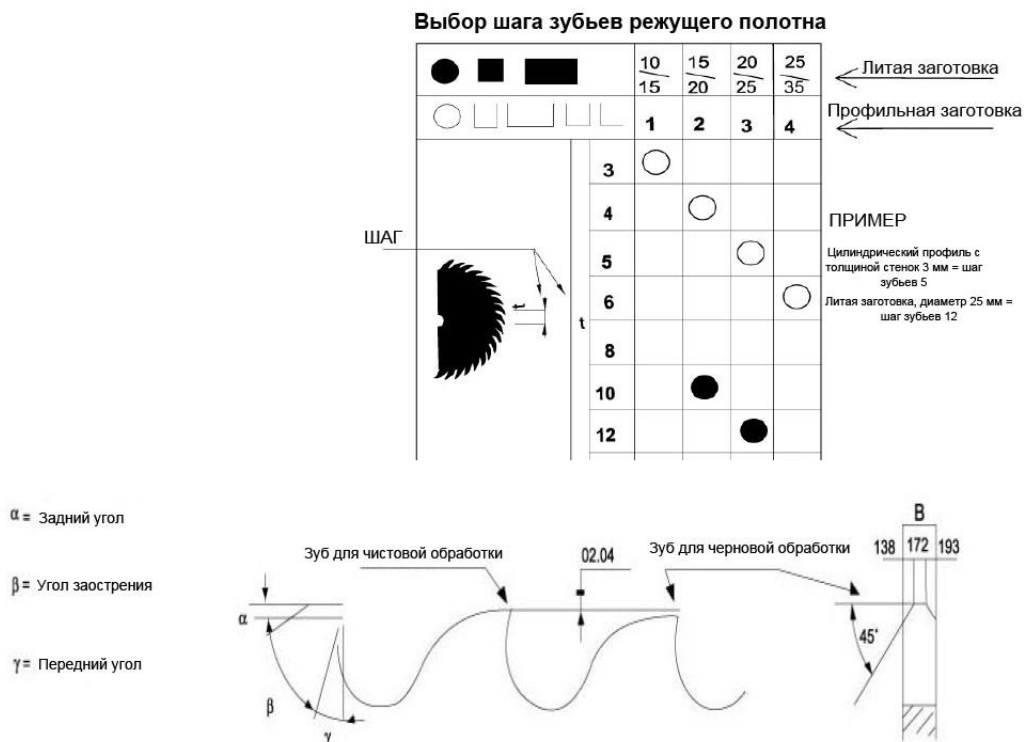 Выбор шага зубьев режущего полотна
10 15 20 25
15 20 25 35
Литая заготовка
1 2 3 4
Профильная заготовка
3
4
ШАГ
5
6
t
t
8
10
12
ПРИМЕР
Цилиндрический профиль с
толщиной стенок 3 мм = шаг
зубьев 5
Литая заготовка, диаметр 25 мм =
шаг зубьев 12
α = Задний угол
β = Угол заострения
γ = Передний угол
α
β
γ
Зуб для чистовой обработки
02.04
Зуб для черновой обработки
B
138 172 193
45°